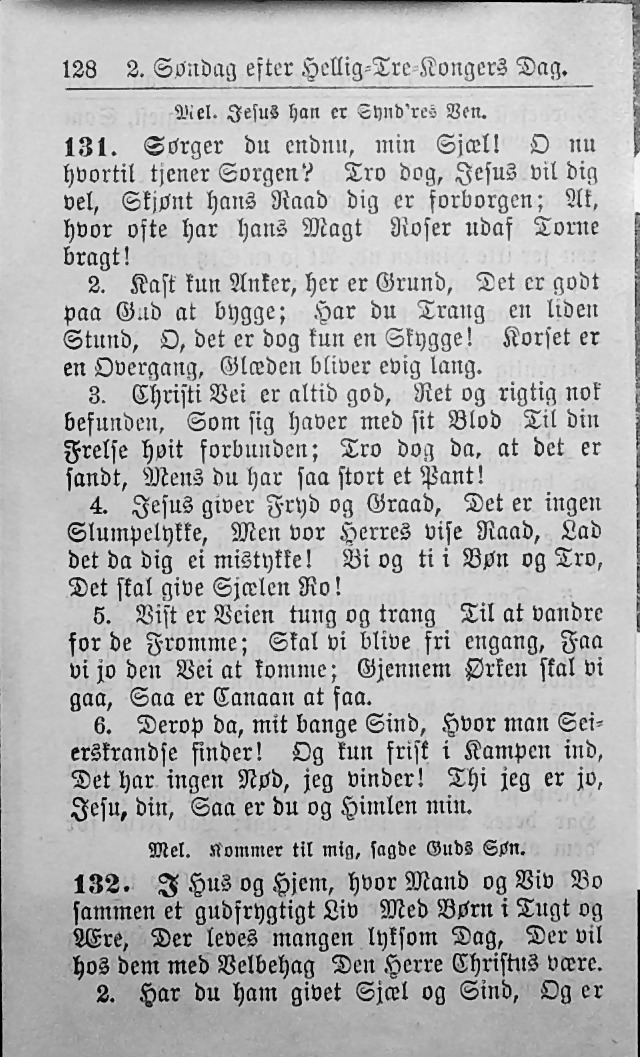 128 2. Søndag efter Hellig-Tre-Kongers Dag.
Mel. Jesus han er Synd'res Ven.
131. Sørger du endnu, min Sjæl! O nu
hvortil tjener Sorgen? Tro dog, Jesus vil dig
vel, Skjønt hans Raad dig er forborgen; Ak,
hvor ofte har hans Magt Roser udaf Torne
bragt!
2. Kast kun Anker, her er Grund, Det er godt
paa Gud at bygge; Har du Trang en liden
Stund, O, det er dog kun en Skygge! Korset er
en Overgang, Glæden bliver evig lang.
3. Christi Vei er altid god, Ret og rigtig nok
befunden, Som sig haver med sit Blod Til din
Frelse høit forbunden; Tro dog da, at det er
sandt, Mens du har saa stort et Pant!
4. Jesus giver Fryd og Graad, Det er ingen
Slumpelykke, Men vor Herres vise Raad, Lad
det da dig ei mistykke! Bi og ti i Bøn og Tro,
Det skal give Sjælen Ro!
5. Vist er Veien tung og trang Til at vandre
for de Fromme; Skal vi blive fri engang, Faa
vi jo den Vei at komme; Gjennem Ørken skal vi
gaa, Saa er Canaan at faa.
6. Derop da, mit bange Sind, Hvor man Sei-
erskrandse finder! Og kun frisk i Kampen ind,
Det har ingen Nød, jeg vinder! Thi jeg er jo,
Jesu, din, Saa er du og Himlen min.
Mel. Kommer til mig, sagde Guds Søn.
132. I Hus og Hjem, hvor Mand og Viv Bo
sammen et gudfrygtigt Liv Med Børn i Tugt og
Ære, Der leves mangen lyksom Dag, Der vil
hos dem med Velbehag Den Herre Christus være.
2. Har du ham givet Sjæl og Sind, Og er